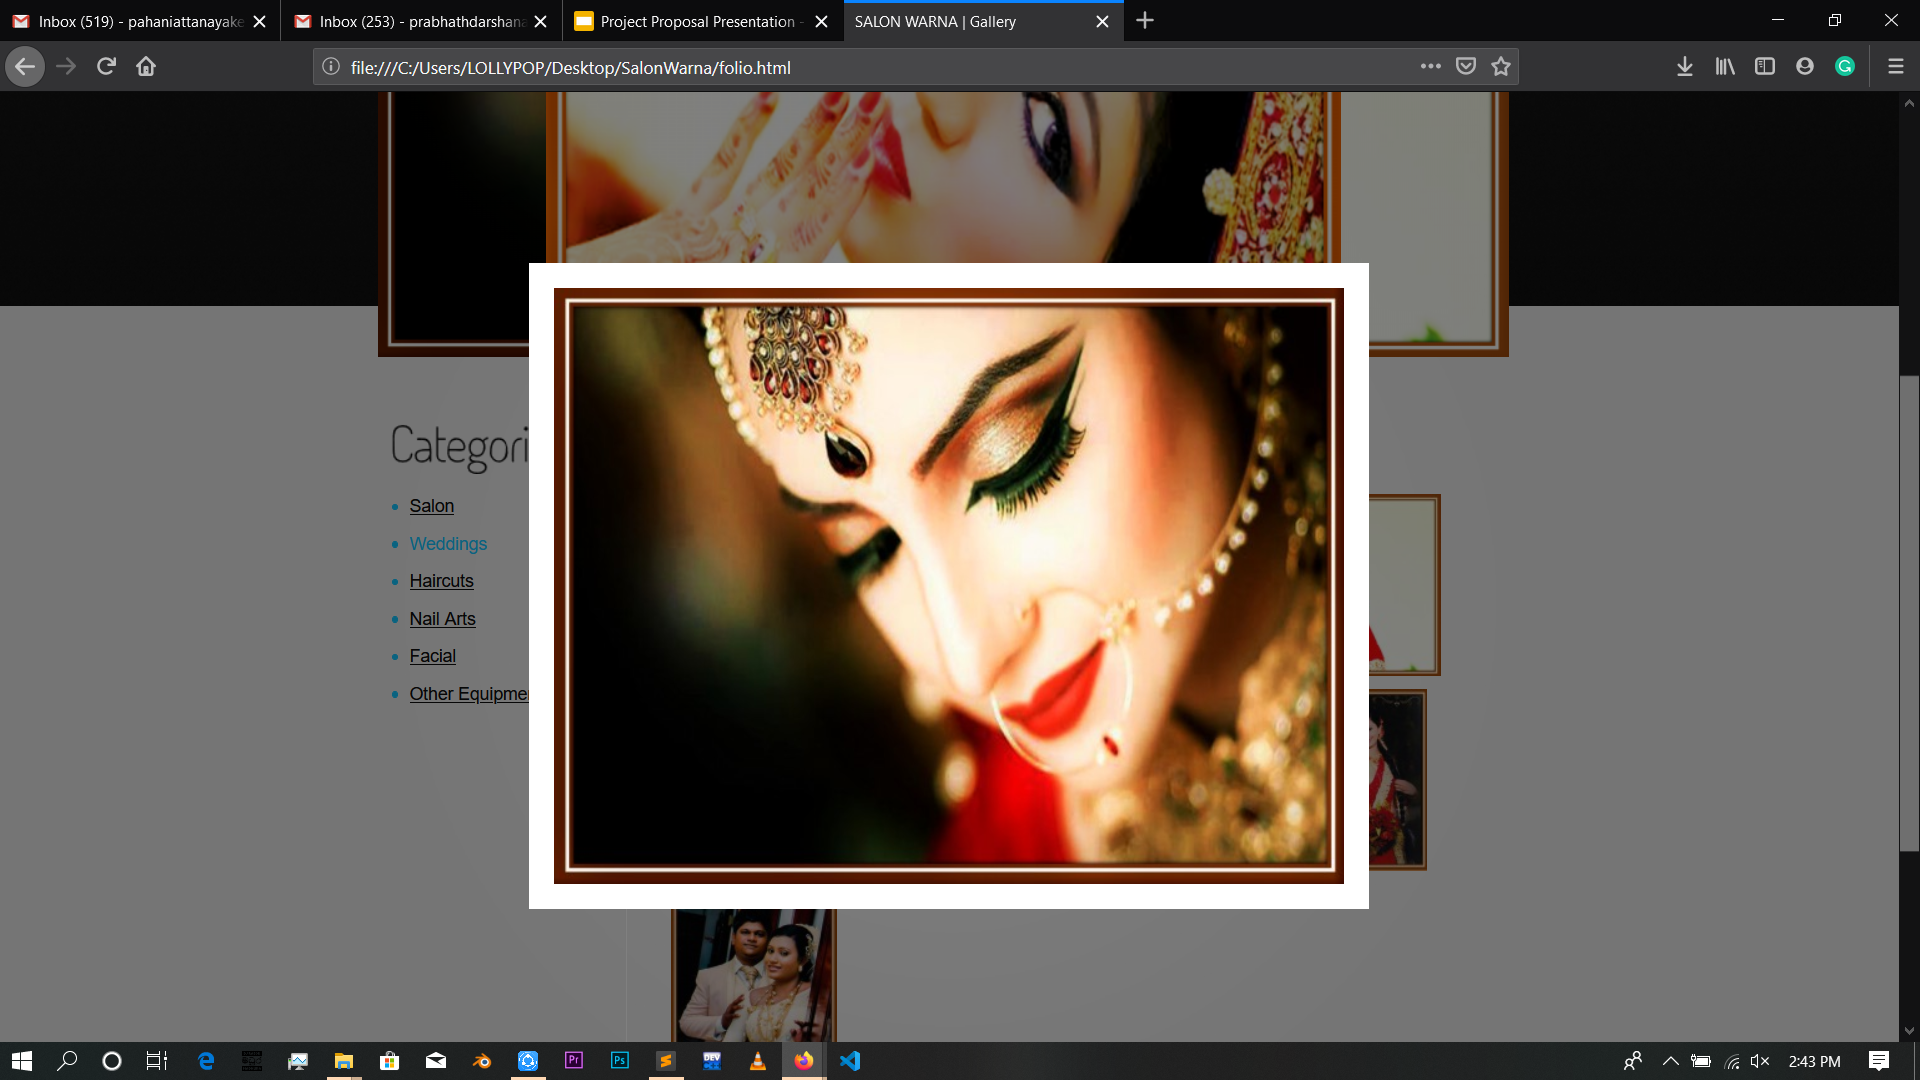 Inbox (519) - pahaniattanayake
Inbox (253) - prabhathdarshana
Project Proposal Presentation -
SALON WARNA | Gallery
file:///C:/Users/LOLLYPOP/Desktop/SalonWarna/folio.html
Categori
Salon
Weddings
Haircuts
Nail Arts
Facial
Other Equipmen
2:43 PM